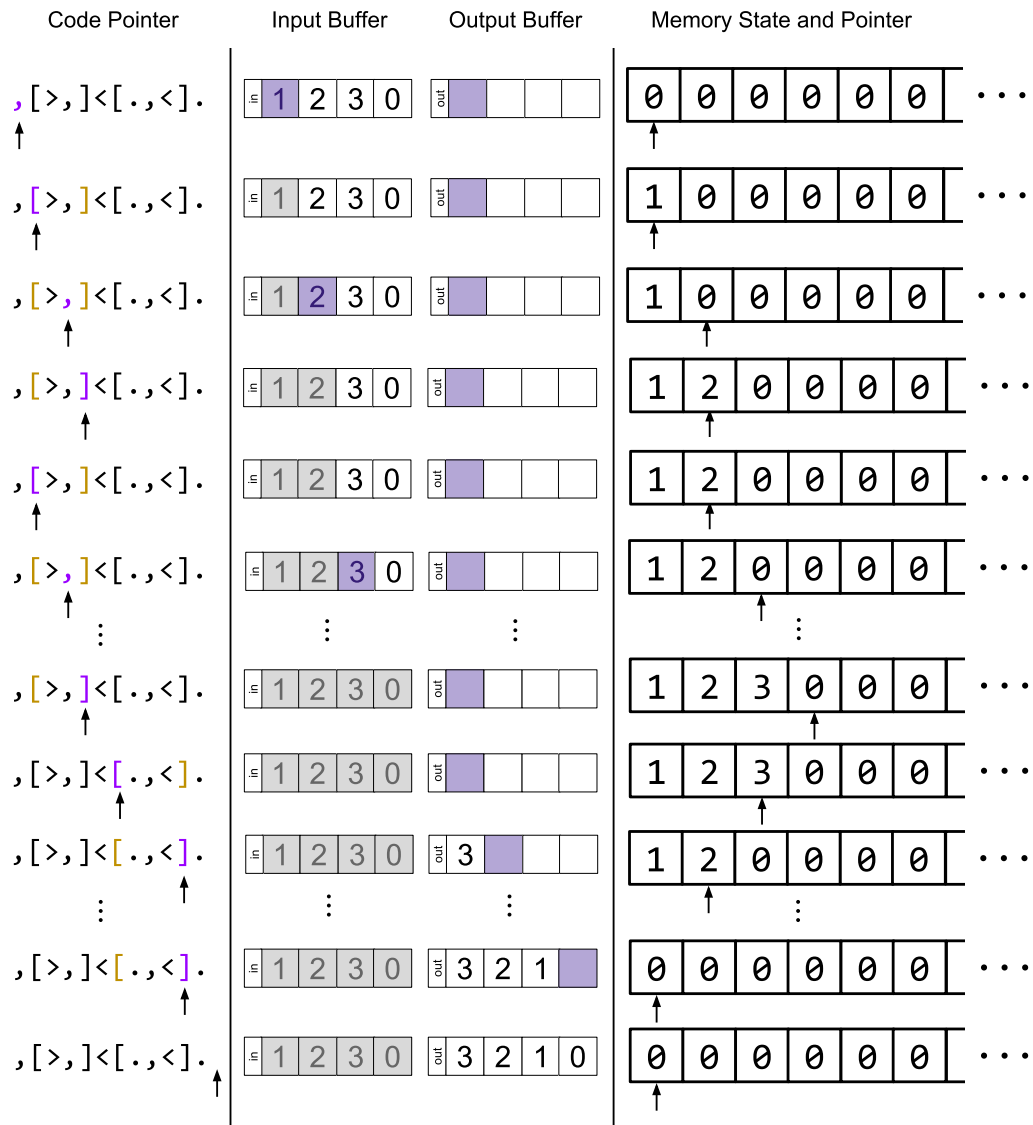 Code Pointer Input Buffer Output Buffer Memory State and Pointer
,[>,]<[.,<]. in 1 2 3 0 out 0 0 0 0 0 0 ···
,[>,]<[.,<]. in 1 2 3 0 out 1 0 0 0 0 0 ···
,[>,]<[.,<]. in 1 2 3 0 out 1 0 0 0 0 0 ···
,[>,]<[.,<]. in 1 2 3 0 out 1 2 0 0 0 0 ···
,[>,]<[.,<]. in 1 2 3 0 out 1 2 0 0 0 0 ···
,[>,]<[.,<]. in 1 2 3 0 out 1 2 0 0 0 0 ···
⋮ ⋮ ⋮ ⋮
,[>,]<[.,<]. in 1 2 3 0 out 1 2 3 0 0 0 ···
,[>,]<[.,<]. in 1 2 3 0 out 1 2 3 0 0 0 ···
,[>,]<[.,<]. in 1 2 3 0 out 3 1 2 0 0 0 0 ···
⋮ ⋮ ⋮ ⋮
,[>,]<[.,<]. in 1 2 3 0 out 3 2 1 0 0 0 0 0 0 ···
,[>,]<[.,<]. in 1 2 3 0 out 3 2 1 0 0 0 0 0 0 0 ···